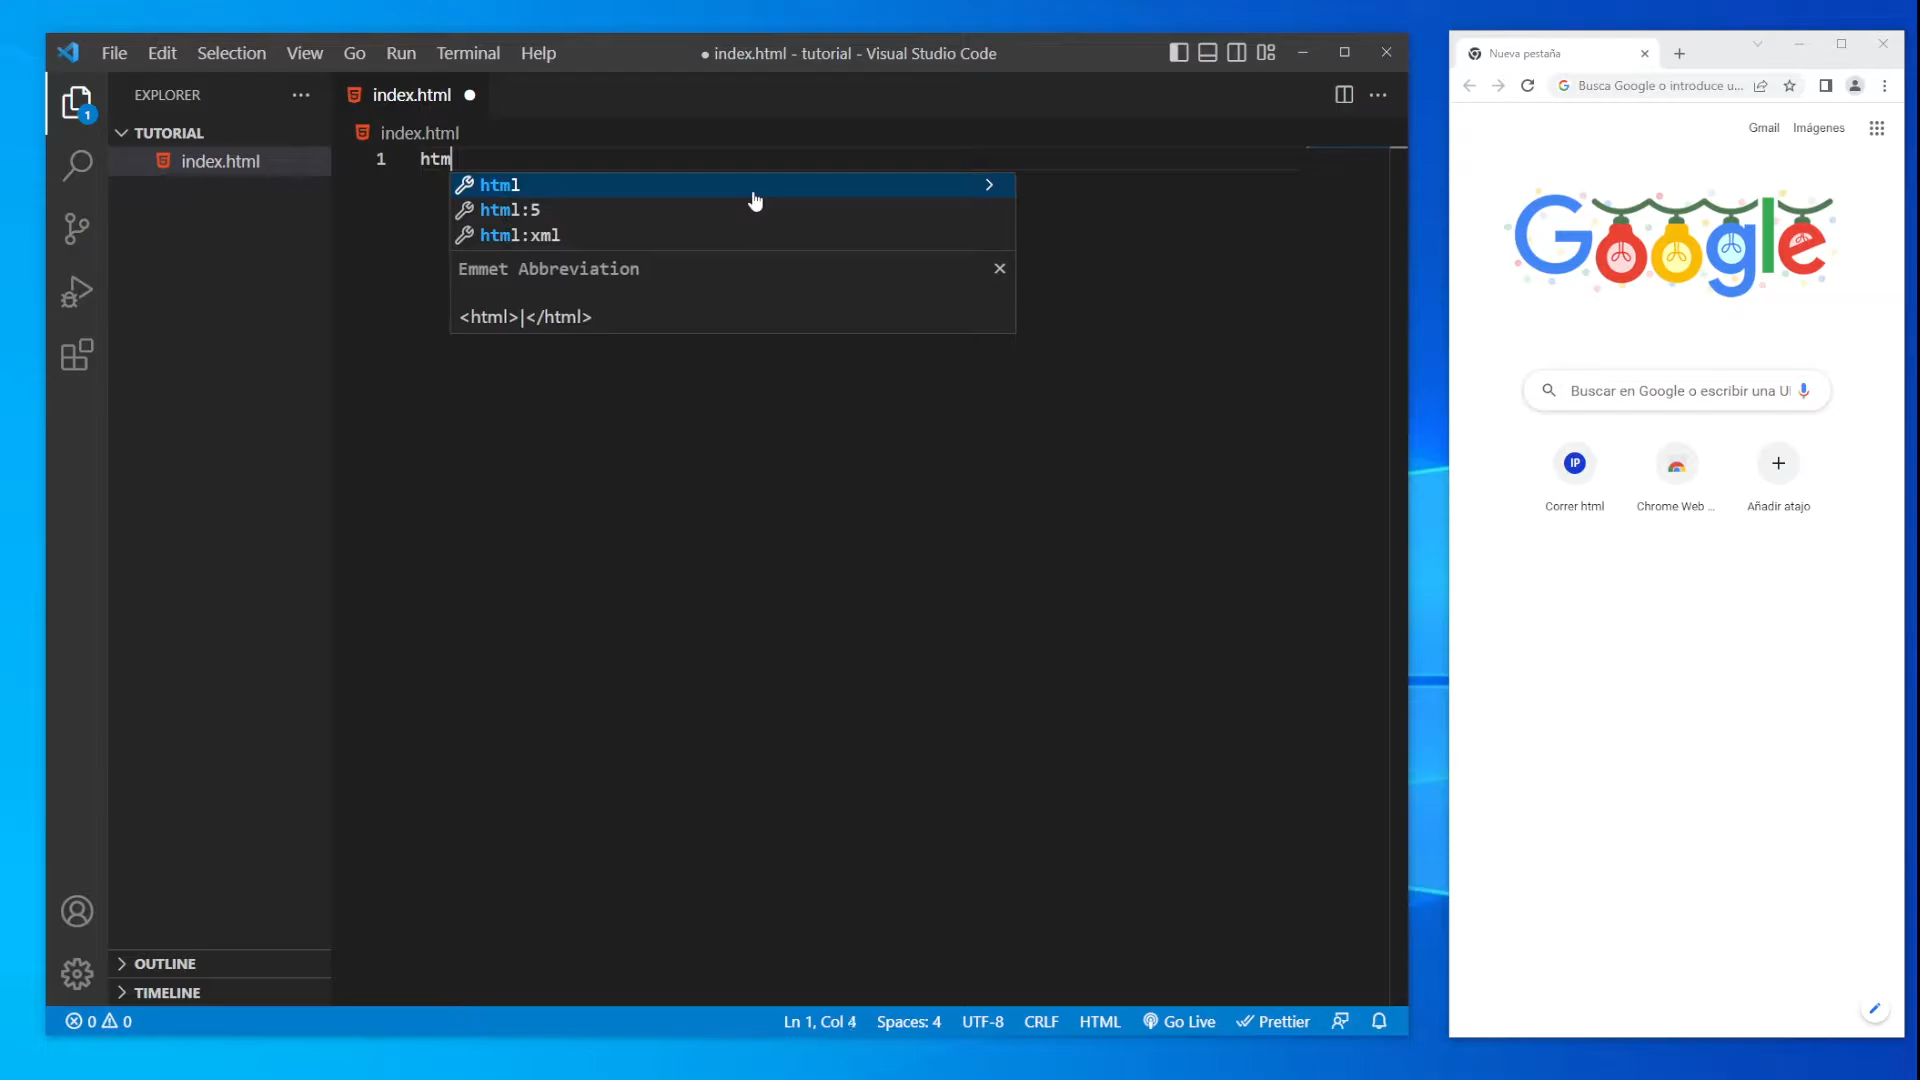 File Edit Selection View Go Run Terminal Help
● index.html - tutorial - Visual Studio Code
EXPLORER
TUTORIAL
index.html
1
index.html
index.html
1 htm
html
html:5
html:xml
Emmet Abbreviation
<html>|</html>
OUTLINE
TIMELINE
0 0
Ln 1, Col 4 Spaces: 4 UTF-8 CRLF HTML Go Live Prettier
Nueva pestaña
Busca Google o introduce u...
Gmail Imágenes
Google
Buscar en Google o escribir una U
IP
Correr html Chrome Web ... Añadir atajo